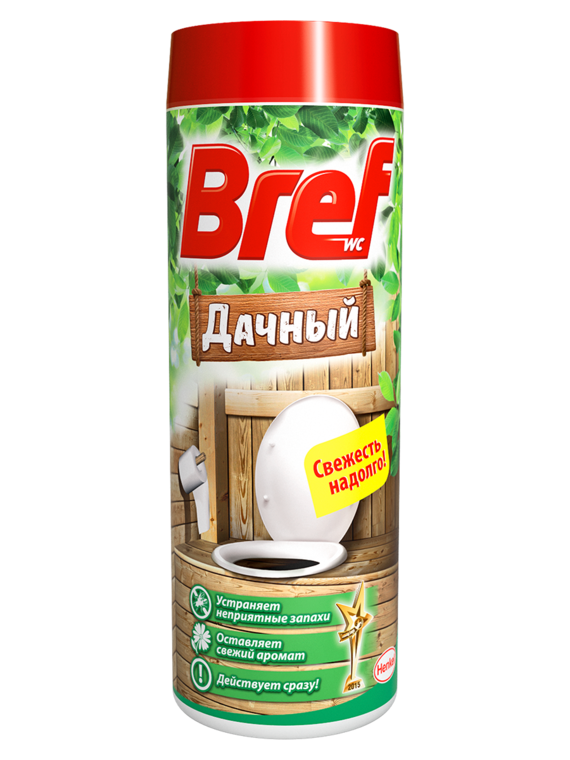 Bref
WC
Дачный
Свежесть
надолго!
Устраняет
неприятные запахи
Оставляет
свежий аромат
Действует сразу!
2015
Henkel